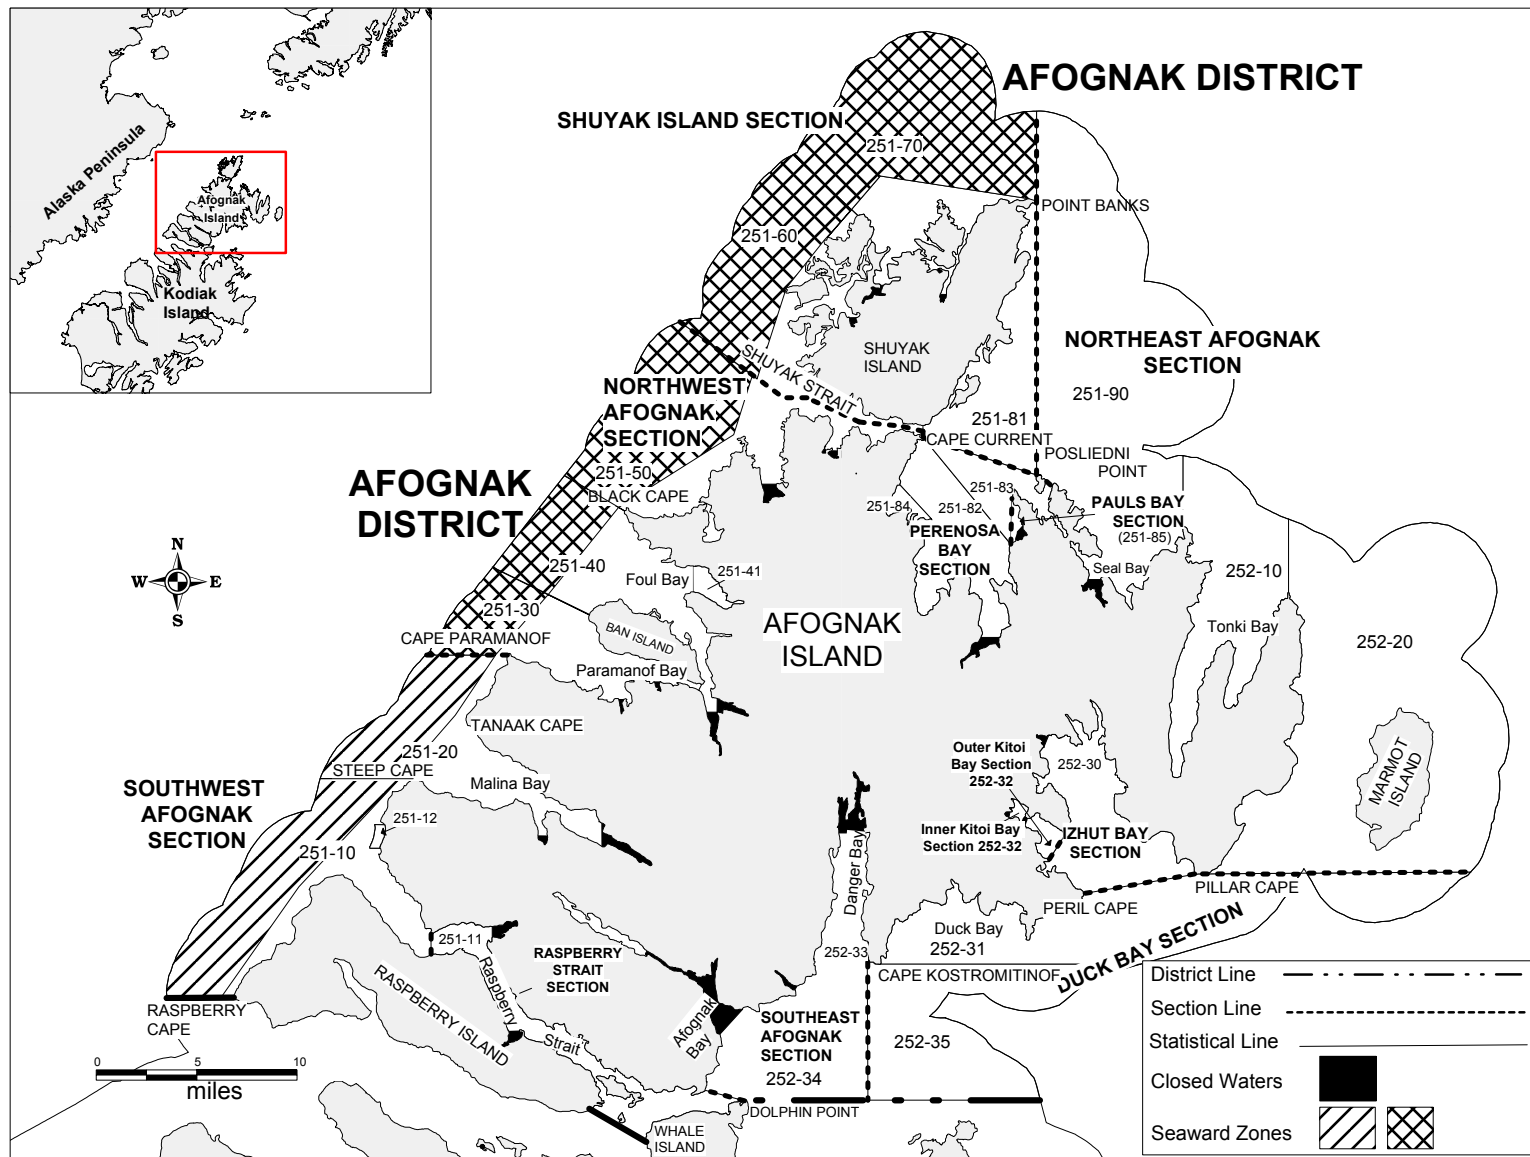 Alaska Peninsula
Afognak
Island
Kodiak
Island
AFOGNAK DISTRICT
SHUYAK ISLAND SECTION
251-70
POINT BANKS
251-60
SHUYAK
ISLAND
SHUYAK STRAIT
NORTHEAST AFOGNAK
SECTION
251-90
251-81
NORTHWEST
AFOGNAK
SECTION
CAPE CURRENT
POSLIEDNI
POINT
251-50
BLACK CAPE
AFOGNAK
DISTRICT
251-84
251-82
251-83
PAULS BAY
SECTION
(251-85)
PERENOSA
BAY
SECTION
Seal Bay
252-10
N
W
E
S
251-40
Foul Bay
251-41
251-30
BAN ISLAND
CAPE PARAMANOF
Paramanof Bay
AFOGNAK
ISLAND
Tonki Bay
252-20
TANAAK CAPE
251-20
STEEP CAPE
Malina Bay
Outer Kitoi
Bay Section
252-32
252-30
MARMOT
ISLAND
SOUTHWEST
AFOGNAK
SECTION
251-12
251-10
Inner Kitoi Bay
Section 252-32
IZHUT BAY
SECTION
Danger Bay
PILLAR CAPE
PERIL CAPE
Duck Bay
252-31
DUCK BAY SECTION
251-11
Raspberry
Strait
RASPBERRY
STRAIT
SECTION
252-33
CAPE KOSTROMITINOF
RASPBERRY ISLAND
RASPBERRY
CAPE
Afognak
Bay
SOUTHEAST
AFOGNAK
SECTION
252-34
252-35
0 5 10
miles
DOLPHIN POINT
WHALE
ISLAND
District Line
Section Line
Statistical Line
Closed Waters
Seaward Zones